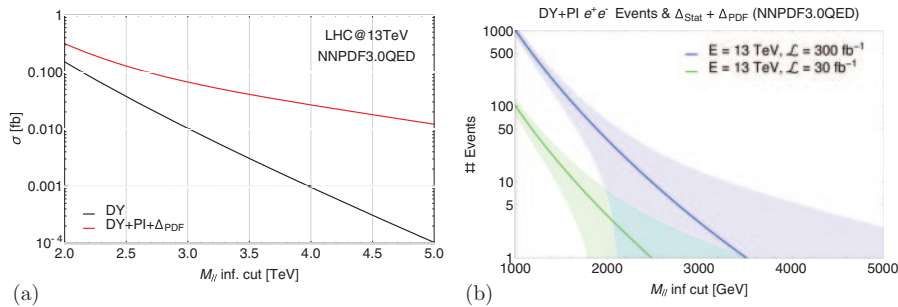 1
0.100
0.010
0.001
10⁻⁴
σ [fb]
LHC@13TeV
NNPDF3.0QED
DY
DY+PI+Δ_PDF
2.0 2.5 3.0 3.5 4.0 4.5 5.0
M_ll inf. cut [TeV]
(a)
DY+PI e⁺e⁻ Events & Δ_Stat + Δ_PDF (NNPDF3.0QED)
1000
500
100
50
10
5
1
# Events
E = 13 TeV, ℒ = 300 fb⁻¹
E = 13 TeV, ℒ = 30 fb⁻¹
1000 2000 3000 4000 5000
M_ll inf cut [GeV]
(b)